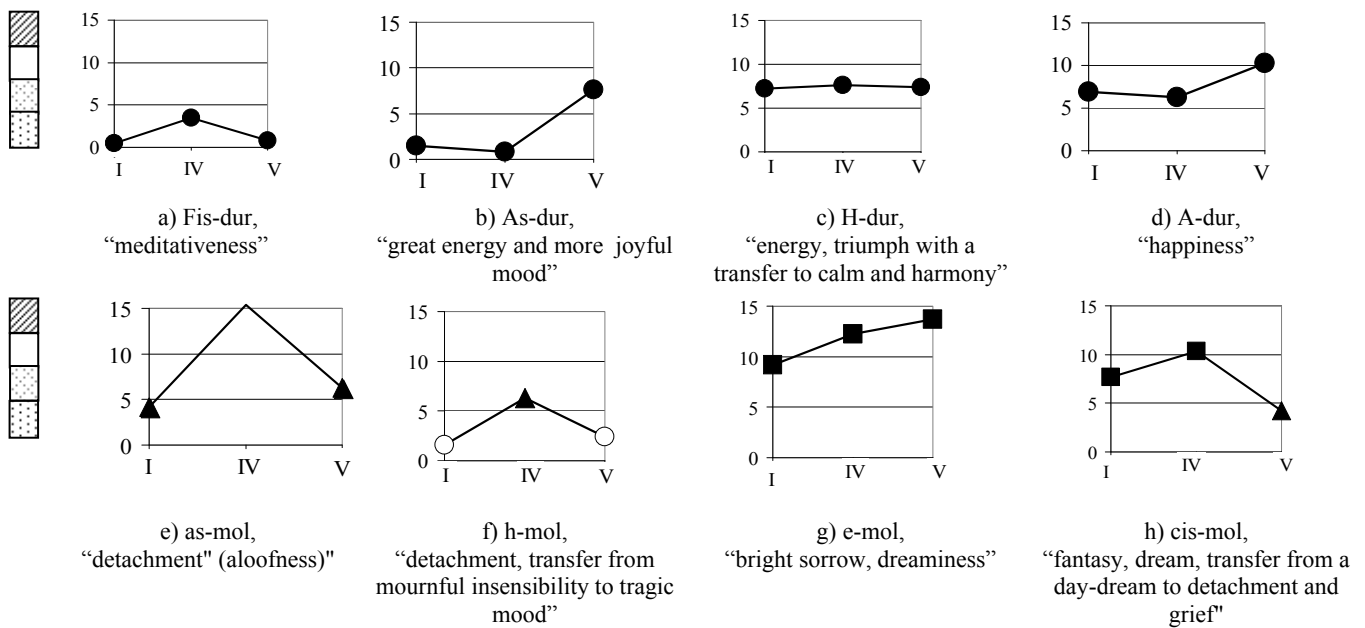 15
10
5
0
I IV V
a) Fis-dur,
“meditativeness”
15
10
5
0
I IV V
b) As-dur,
“great energy and more joyful
mood”
15
10
5
0
I IV V
c) H-dur,
“energy, triumph with a
transfer to calm and harmony”
15
10
5
0
I IV V
d) A-dur,
“happiness”
15
10
5
0
I IV V
e) as-mol,
“detachment" (aloofness)"
15
10
5
0
I IV V
f) h-mol,
“detachment, transfer from
mournful insensibility to tragic
mood”
15
10
5
0
I IV V
g) e-mol,
“bright sorrow, dreaminess”
15
10
5
0
I IV V
h) cis-mol,
“fantasy, dream, transfer from a
day-dream to detachment and
grief"